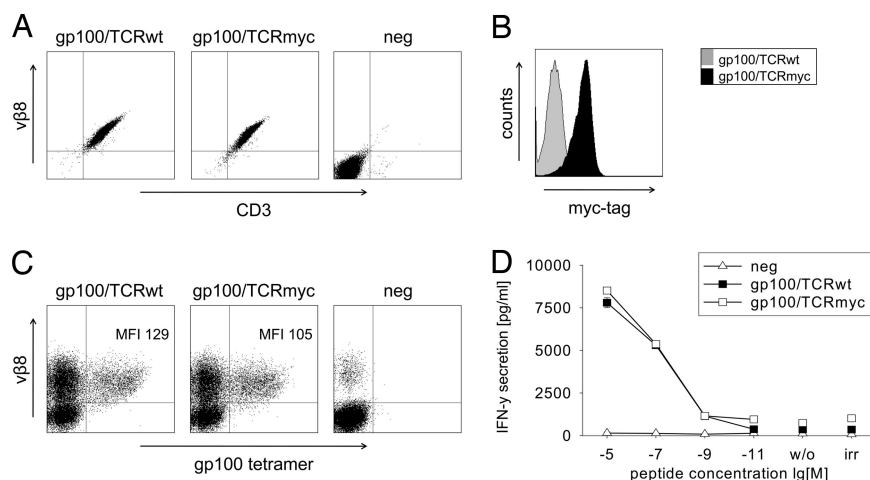 A
gp100/TCRwt
gp100/TCRmyc
neg
vβ8
CD3
B
counts
myc-tag
gp100/TCRwt
gp100/TCRmyc
C
gp100/TCRwt
gp100/TCRmyc
neg
MFI 129
MFI 105
vβ8
gp100 tetramer
D
neg
gp100/TCRwt
gp100/TCRmyc
IFN-y secretion [pg/ml]
10000
7500
5000
2500
0
-5 -7 -9 -11 w/o irr
peptide concentration lg[M]